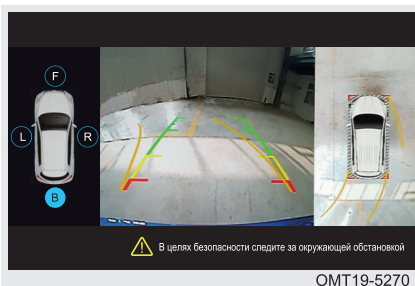 F
L
R
B
В целях безопасности следите за окружающей обстановкой
OMT19-5270